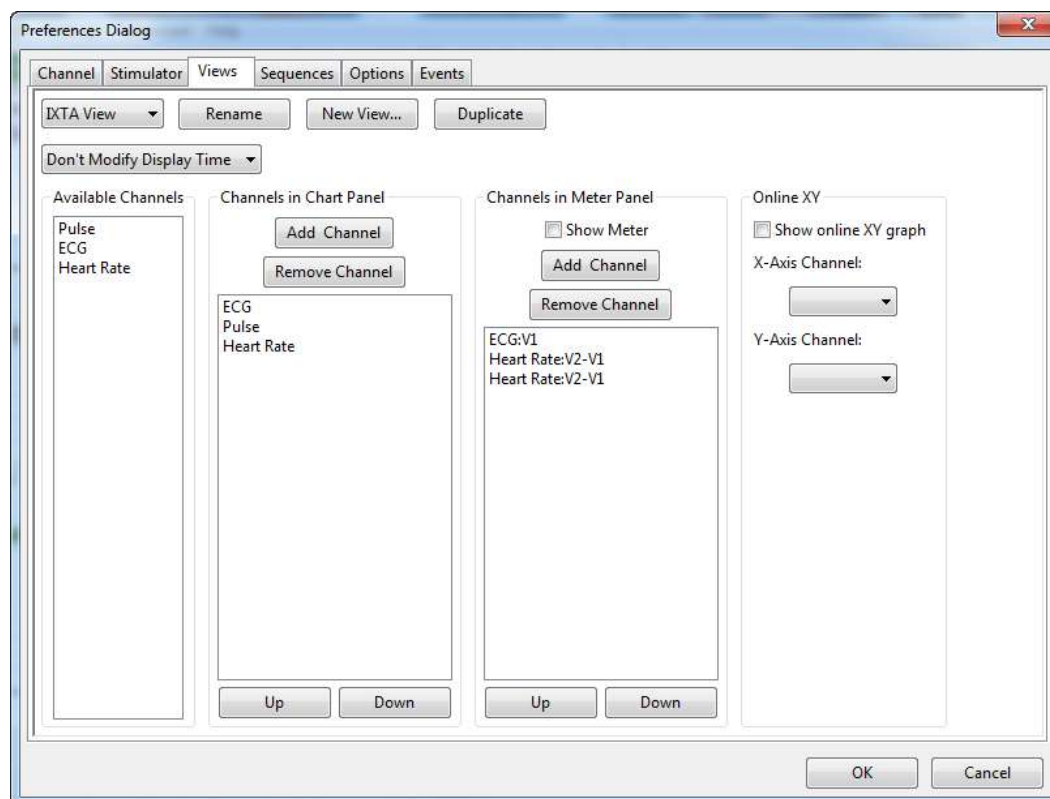 Preferences Dialog
Channel Stimulator Views Sequences Options Events
IXTA View Rename New View... Duplicate
Don't Modify Display Time
Available Channels
Pulse
ECG
Heart Rate
Channels in Chart Panel
Add Channel
Remove Channel
ECG
Pulse
Heart Rate
Up Down
Channels in Meter Panel
Show Meter
Add Channel
Remove Channel
ECG:V1
Heart Rate:V2-V1
Heart Rate:V2-V1
Up Down
Online XY
Show online XY graph
X-Axis Channel:
Y-Axis Channel:
OK Cancel